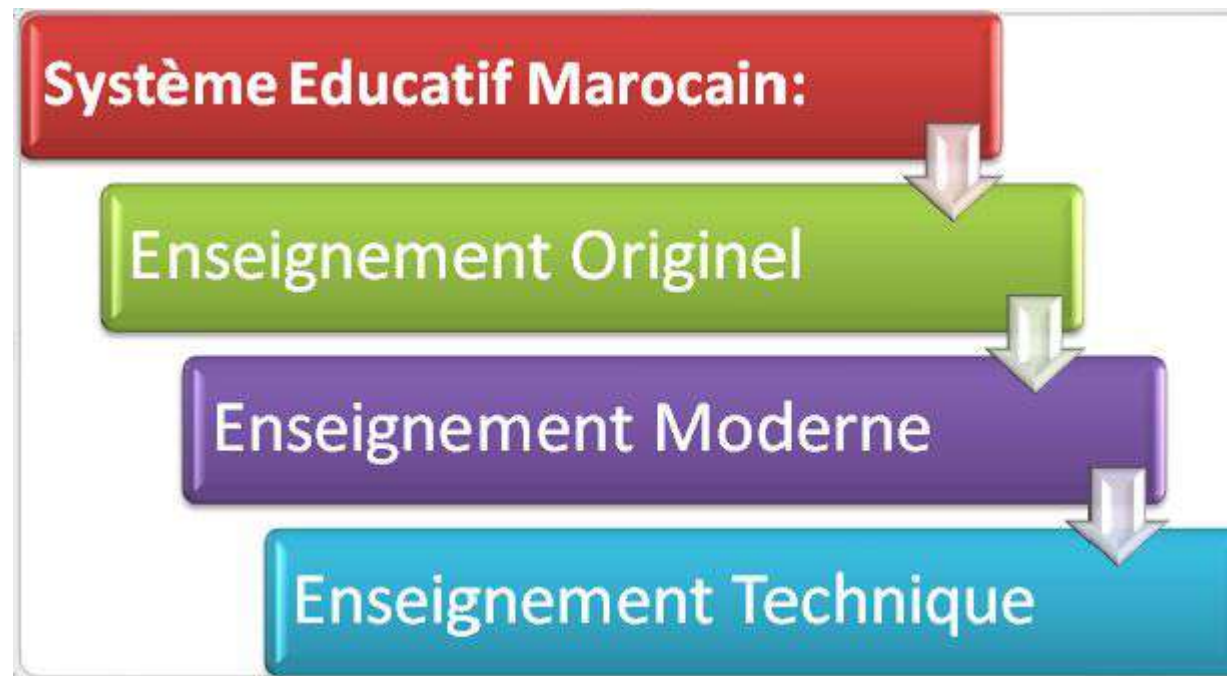 Système Educatif Marocain:
Enseignement Originel
Enseignement Moderne
Enseignement Technique